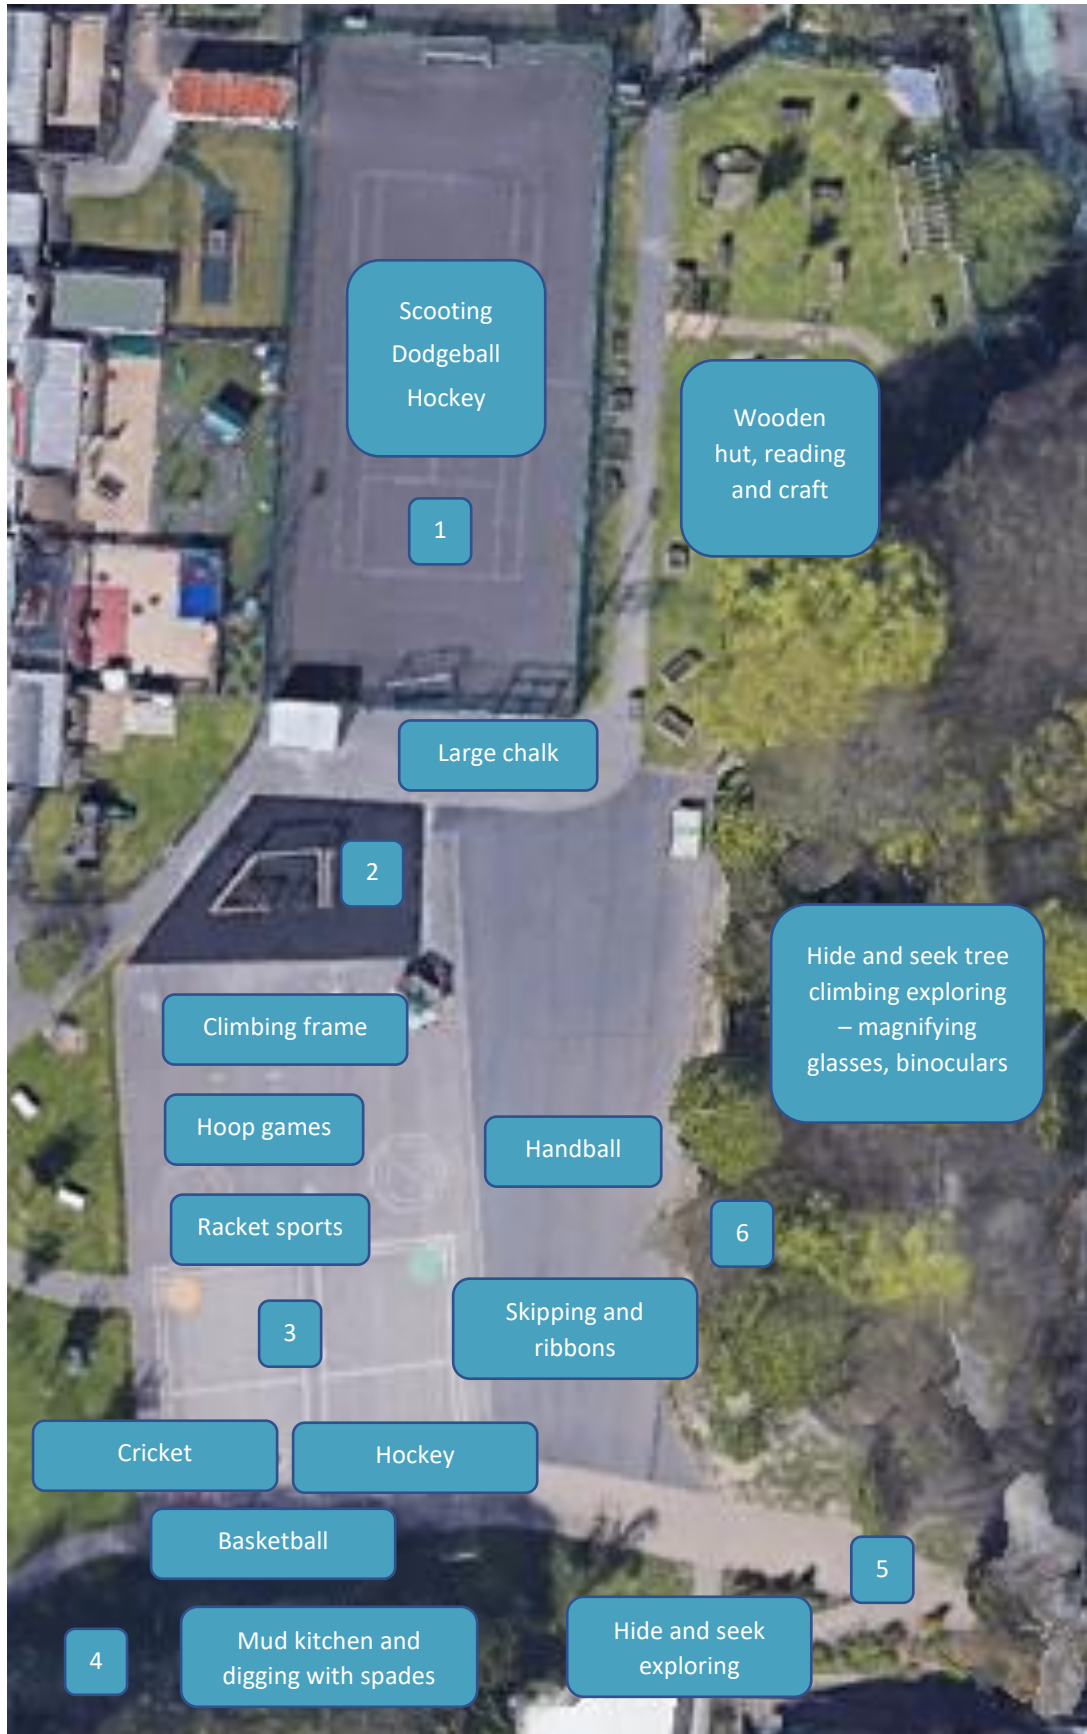 Scooting
Dodgeball
Hockey
Wooden
hut, reading
and craft
1
Large chalk
2
Hide and seek tree
climbing exploring
– magnifying
glasses, binoculars
Climbing frame
Hoop games
Handball
Racket sports
6
Skipping and
ribbons
3
Cricket
Hockey
Basketball
5
Mud kitchen and
digging with spades
Hide and seek
exploring
4